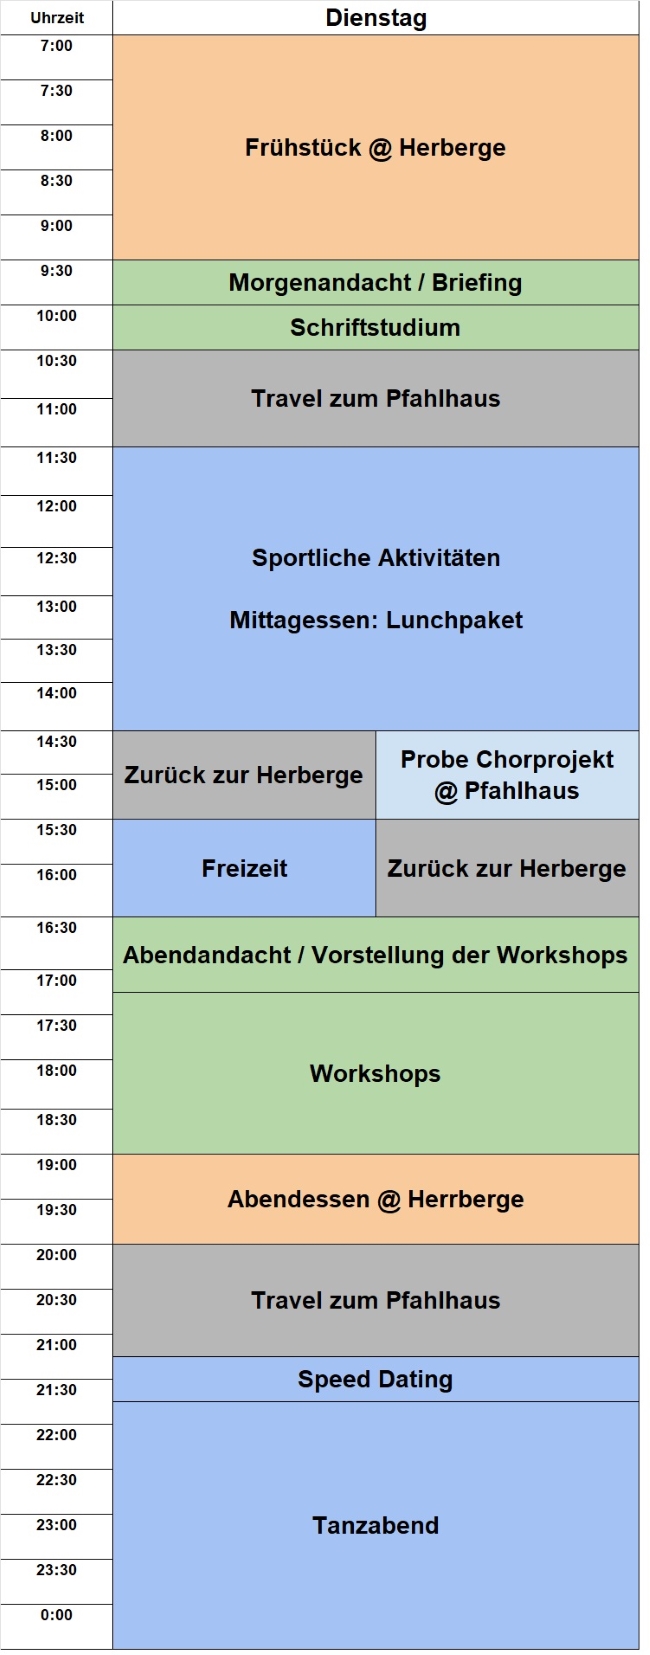 Uhrzeit
Dienstag
7:00
7:30
8:00
Frühstück @ Herberge
8:30
9:00
9:30
Morgenandacht / Briefing
10:00
Schriftstudium
10:30
Travel zum Pfahlhaus
11:00
11:30
12:00
12:30
Sportliche Aktivitäten
13:00
Mittagessen: Lunchpaket
13:30
14:00
14:30
Zurück zur Herberge
Probe Chorprojekt
@ Pfahlhaus
15:00
15:30
Freizeit
Zurück zur Herberge
16:00
16:30
Abendandacht / Vorstellung der Workshops
17:00
17:30
18:00
Workshops
18:30
19:00
Abendessen @ Herrberge
19:30
20:00
20:30
Travel zum Pfahlhaus
21:00
Speed Dating
21:30
22:00
22:30
23:00
Tanzabend
23:30
0:00